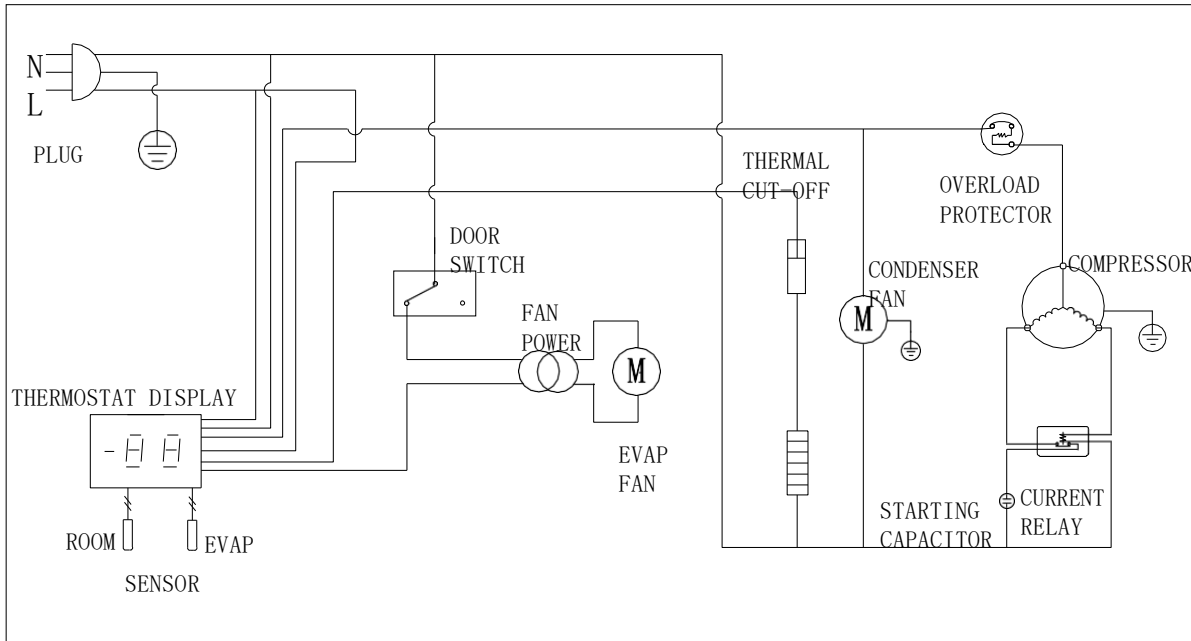 N
L
PLUG
THERMAL
CUT-OFF
OVERLOAD
PROTECTOR
DOOR
SWITCH
CONDENSER
FAN
COMPRESSOR
FAN
POWER
M
M
THERMOSTAT DISPLAY
-88
EVAP
FAN
STARTING
CAPACITOR
CURRENT
RELAY
ROOM
EVAP
SENSOR